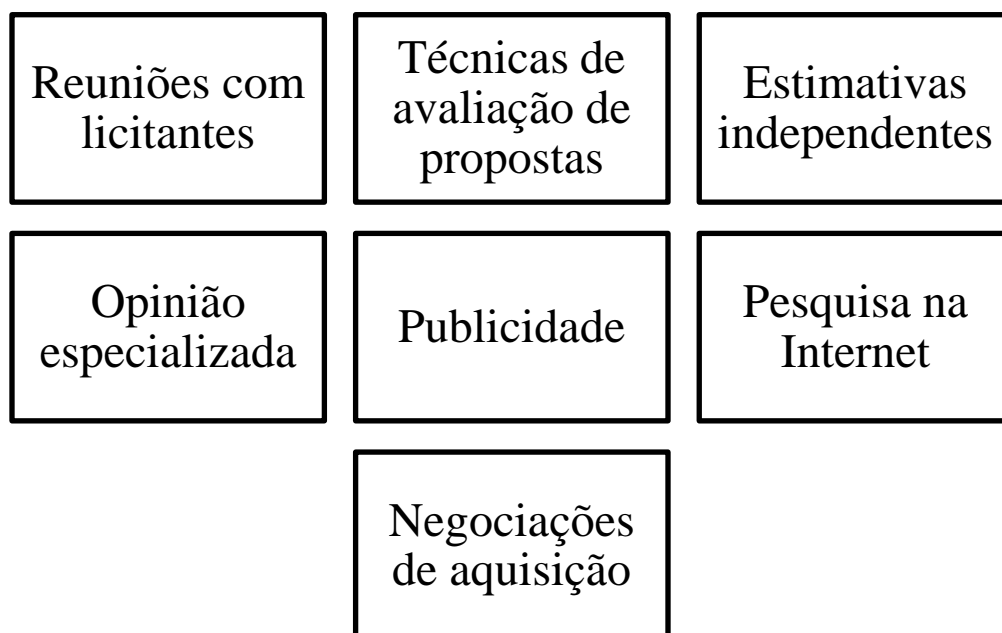 Reuniões com
licitantes
Técnicas de
avaliação de
propostas
Estimativas
independentes
Opinião
especializada
Publicidade
Pesquisa na
Internet
Negociações
de aquisição